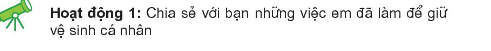 Hoạt động 1: Chia sẻ với bạn những việc em đã làm để giữ
vệ sinh cá nhân